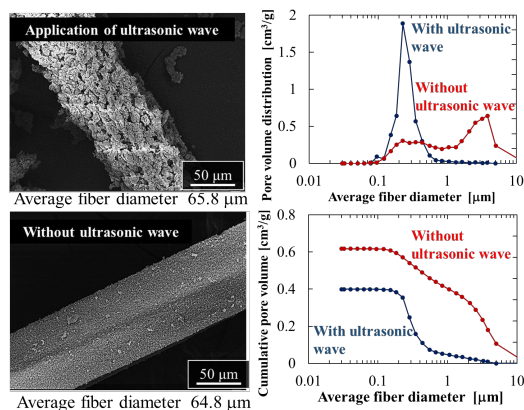 Application of ultrasonic wave
50 μm
Average fiber diameter 65.8 μm
Without ultrasonic wave
50 μm
Average fiber diameter 64.8 μm
Pore volume distribution [cm³/g]
2
1.5
1
0.5
0
With ultrasonic
wave
Without
ultrasonic wave
0.01 0.1 1 10
Average fiber diameter [μm]
Cumulative pore volume [cm³/g]
0.8
0.6
0.4
0.2
0
Without
ultrasonic wave
With ultrasonic
wave
0.01 0.1 1 10
Average fiber diameter [μm]